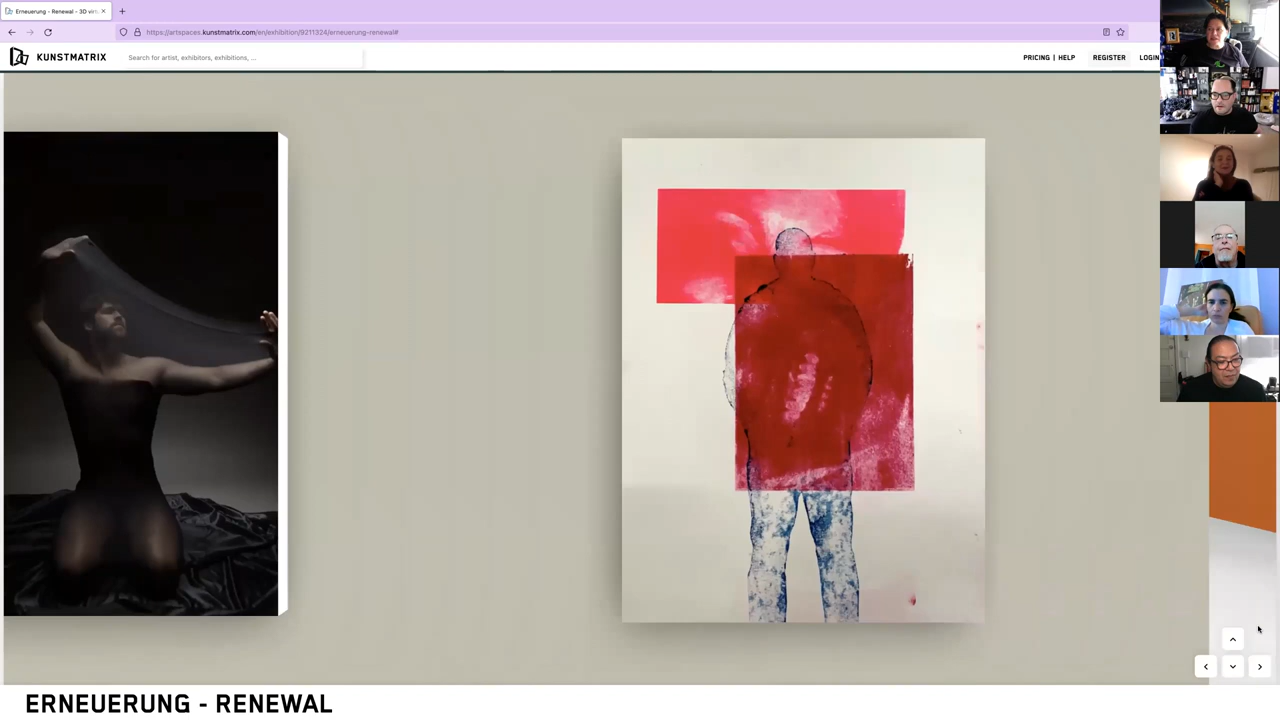 Erneuerung - Renewal - 3D virt
https://artspaces.kunstmatrix.com/en/exhibition/9211324/erneuerung-renewal#
KUNSTMATRIX
Search for artist, exhibitors, exhibitions, ...
PRICING | HELP
REGISTER
LOGIN
ERNEUERUNG - RENEWAL